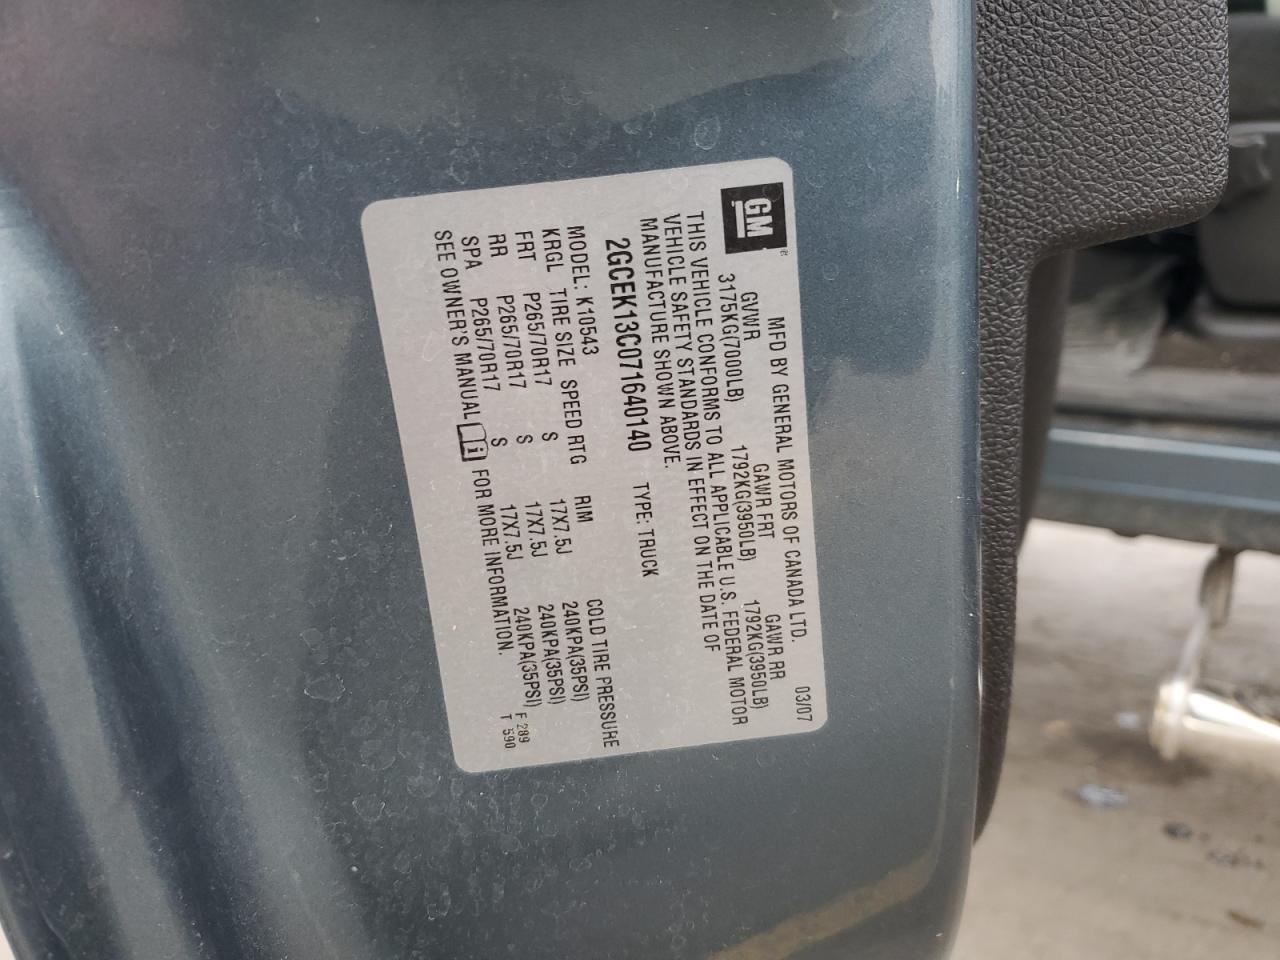 GM
MFD BY GENERAL MOTORS OF CANADA LTD. 03/07
GVWR GAWR FRT GAWR RR
3175KG(7000LB) 1792KG(3950LB) 1792KG(3950LB)
THIS VEHICLE CONFORMS TO ALL APPLICABLE U.S. FEDERAL MOTOR
VEHICLE SAFETY STANDARDS IN EFFECT ON THE DATE OF
MANUFACTURE SHOWN ABOVE.
2GCEK13C071640140 TYPE: TRUCK
MODEL: K10543
KRGL TIRE SIZE SPEED RTG RIM COLD TIRE PRESSURE
FRT P265/70R17 S 17X7.5J 240KPA(35PSI)
RR P265/70R17 S 17X7.5J 240KPA(35PSI)
SPA P265/70R17 S 17X7.5J 240KPA(35PSI)
SEE OWNER'S MANUAL i FOR MORE INFORMATION.
F 289
T 590